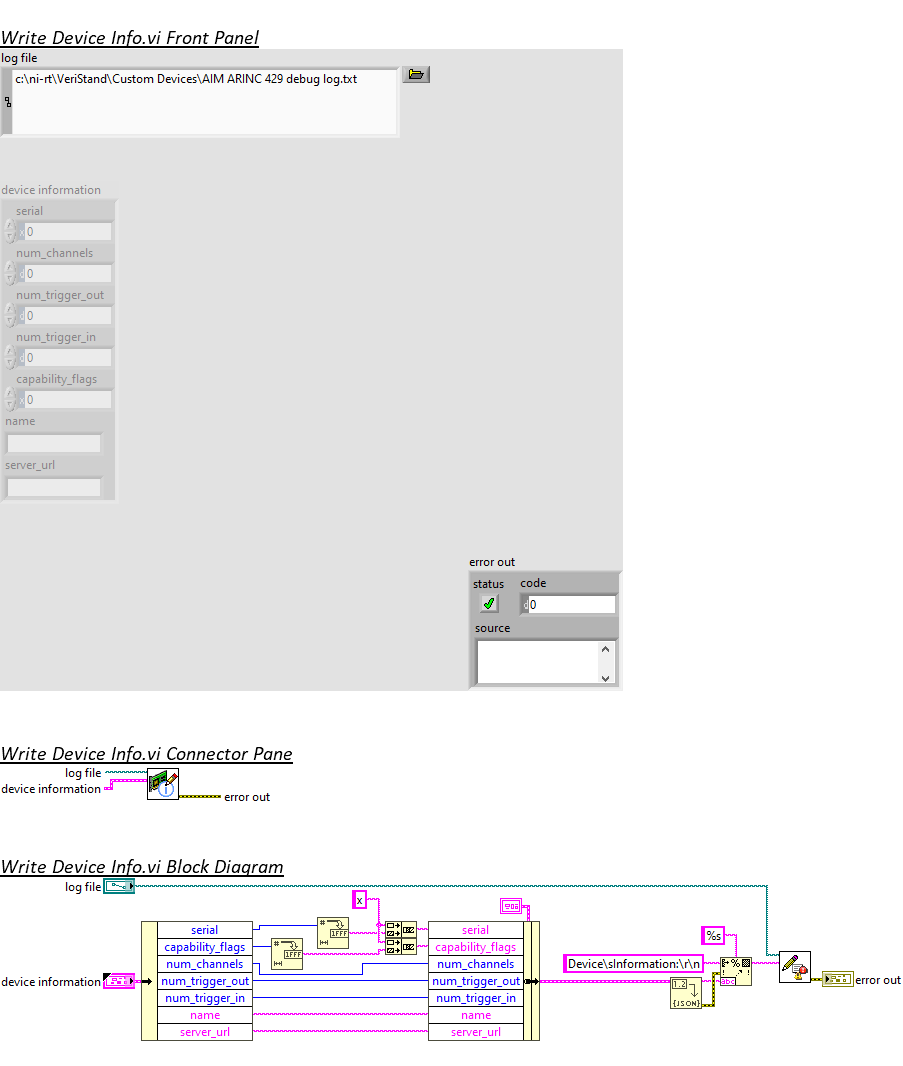 Write Device Info.vi Front Panel
log file
c:\ni-rt\VeriStand\Custom Devices\AIM ARINC 429 debug log.txt
device information
serial
x 0
num_channels
d 0
num_trigger_out
d 0
num_trigger_in
d 0
capability_flags
x 0
name
server_url
error out
status code
d 0
source
Write Device Info.vi Connector Pane
log file
device information
i
error out
Write Device Info.vi Block Diagram
log file
x
serial
capability_flags
num_channels
num_trigger_out
num_trigger_in
name
server_url
#
1FFF
#
1FFF
serial
capability_flags
num_channels
num_trigger_out
num_trigger_in
name
server_url
%s
Device\sInformation:\r\n
%
abc
1.2
{JSON}
device information
error out